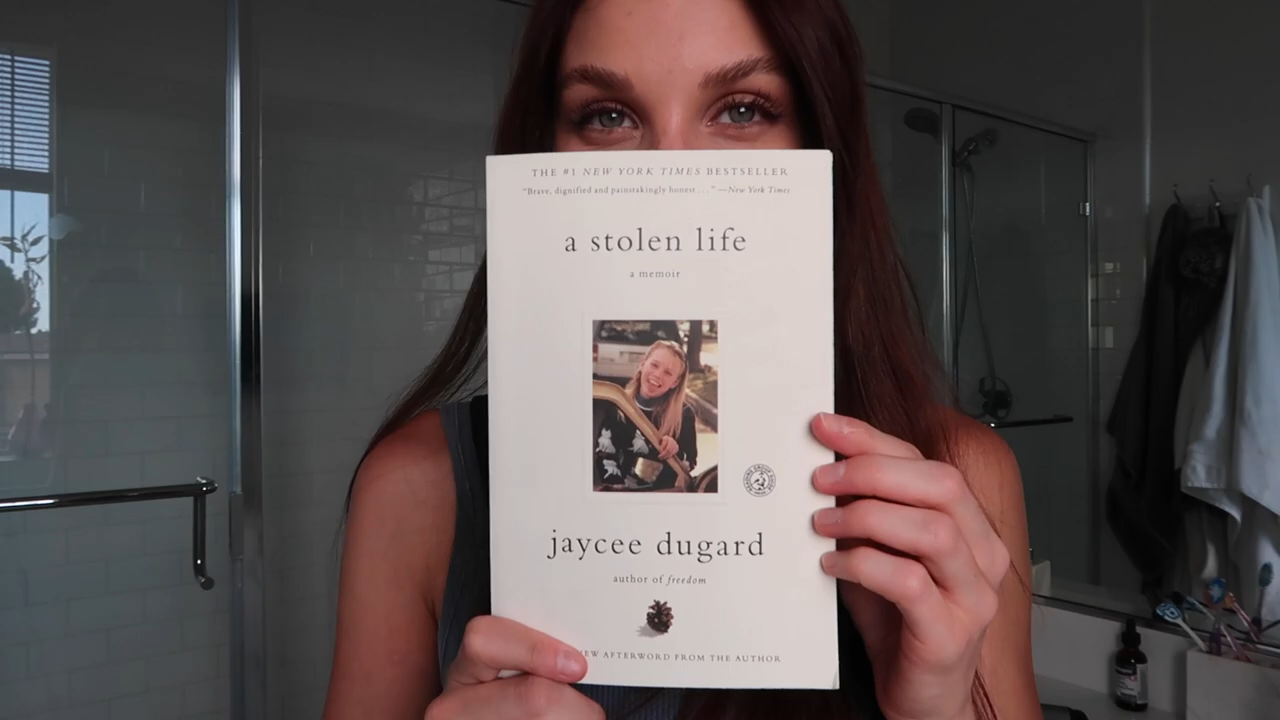 THE #1 NEW YORK TIMES BESTSELLER
"Brave, dignified and painstakingly honest . . ." —New York Times
a stolen life
a memoir
jaycee dugard
author of freedom
AFTERWORD FROM THE AUTHOR